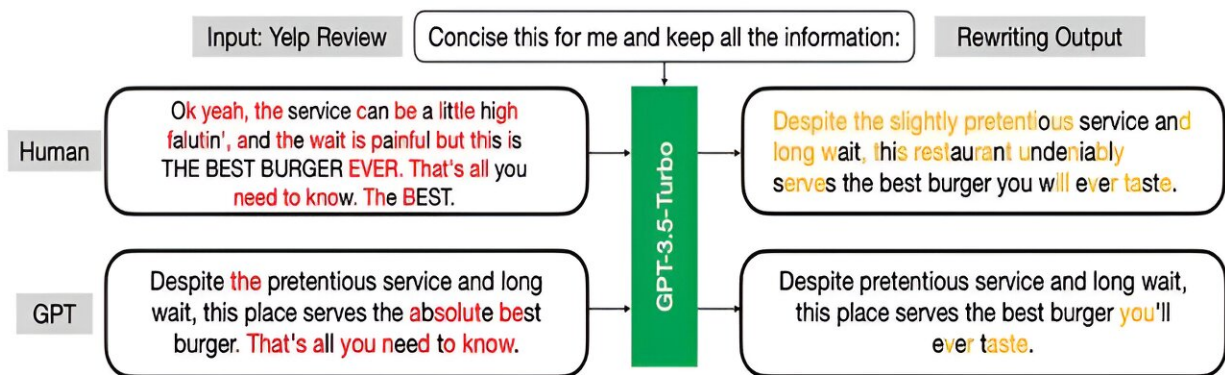 Input: Yelp Review
Concise this for me and keep all the information:
Rewriting Output
Human
Ok yeah, the service can be a little high
falutin', and the wait is painful but this is
THE BEST BURGER EVER. That's all you
need to know. The BEST.
GPT-3.5-Turbo
Despite the slightly pretentious service and
long wait, this restaurant undeniably
serves the best burger you will ever taste.
GPT
Despite the pretentious service and long
wait, this place serves the absolute best
burger. That's all you need to know.
Despite pretentious service and long wait,
this place serves the best burger you'll
ever taste.